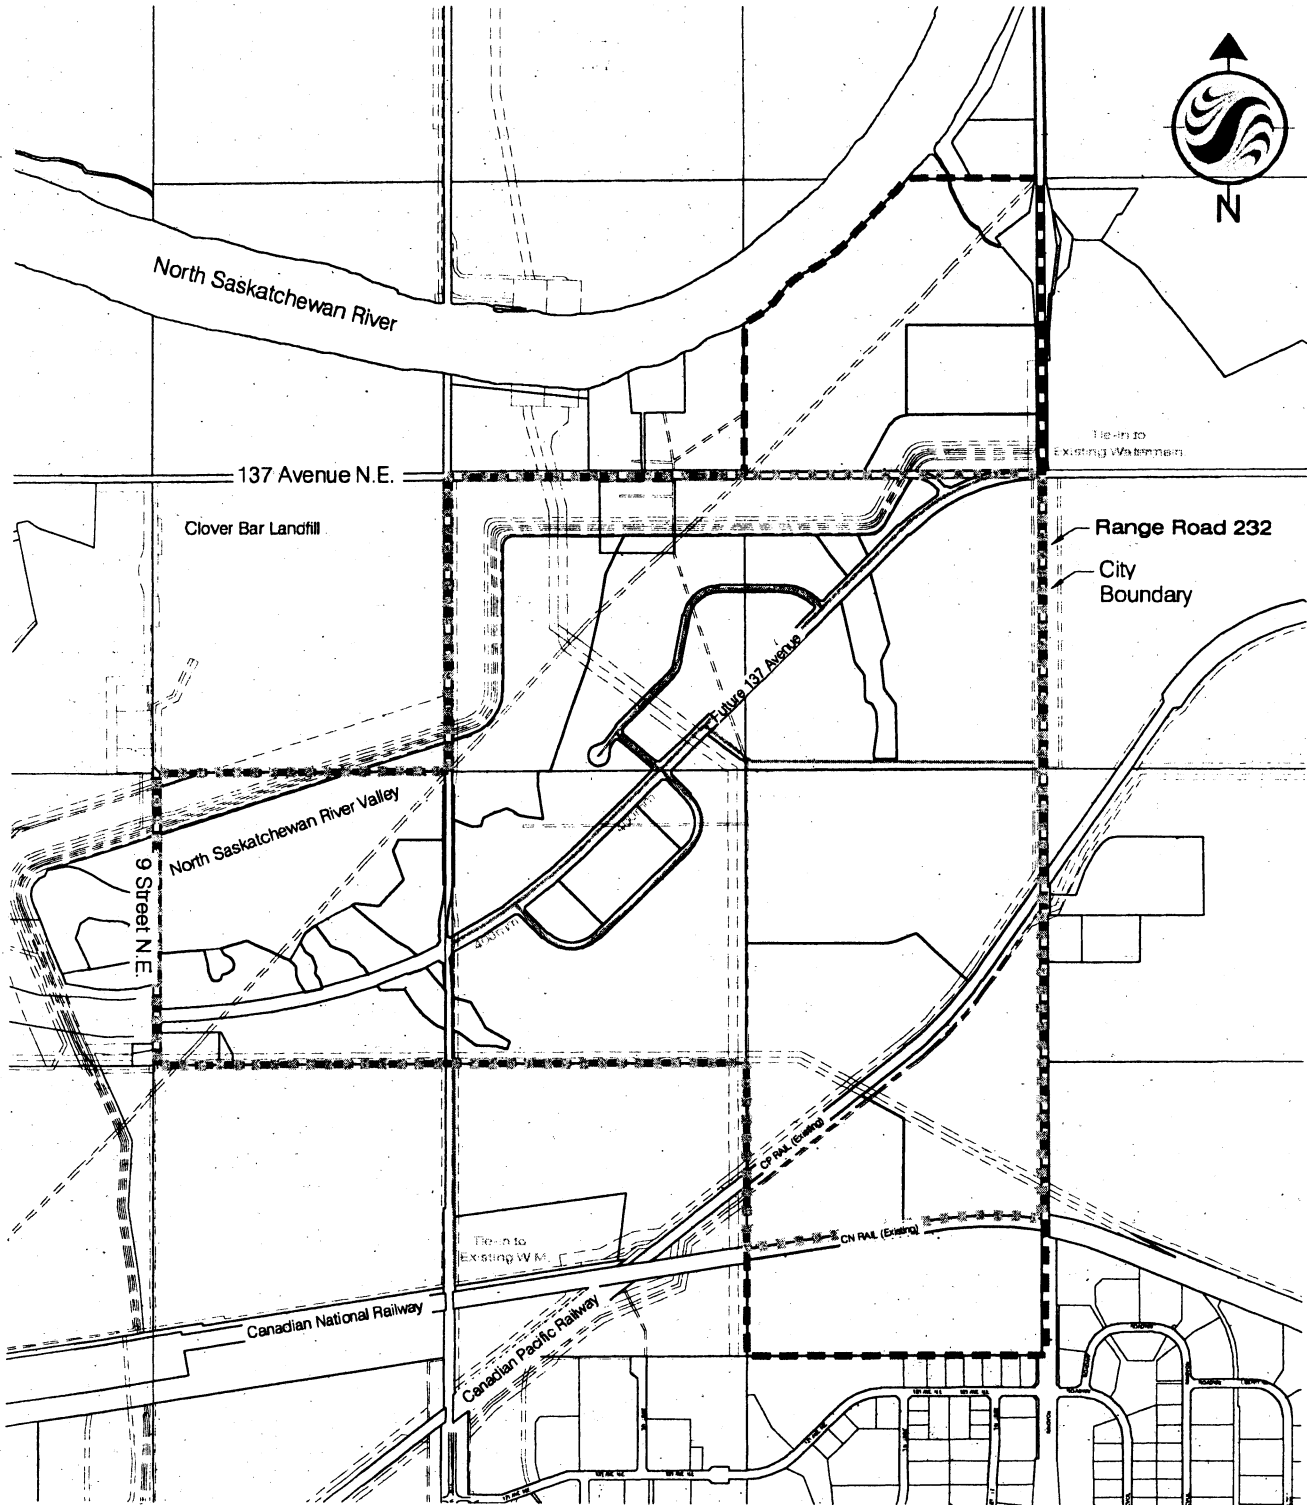 N
North Saskatchewan River
Tie-in to
Existing Watermain
137 Avenue N.E.
Clover Bar Landfill
Range Road 232
City
Boundary
Future 137 Avenue
North Saskatchewan River Valley
9 Street N.E.
CP RAIL (Existing)
CN RAIL (Existing)
Tie-in to
Existing W.M.
Canadian National Railway
Canadian Pacific Railway